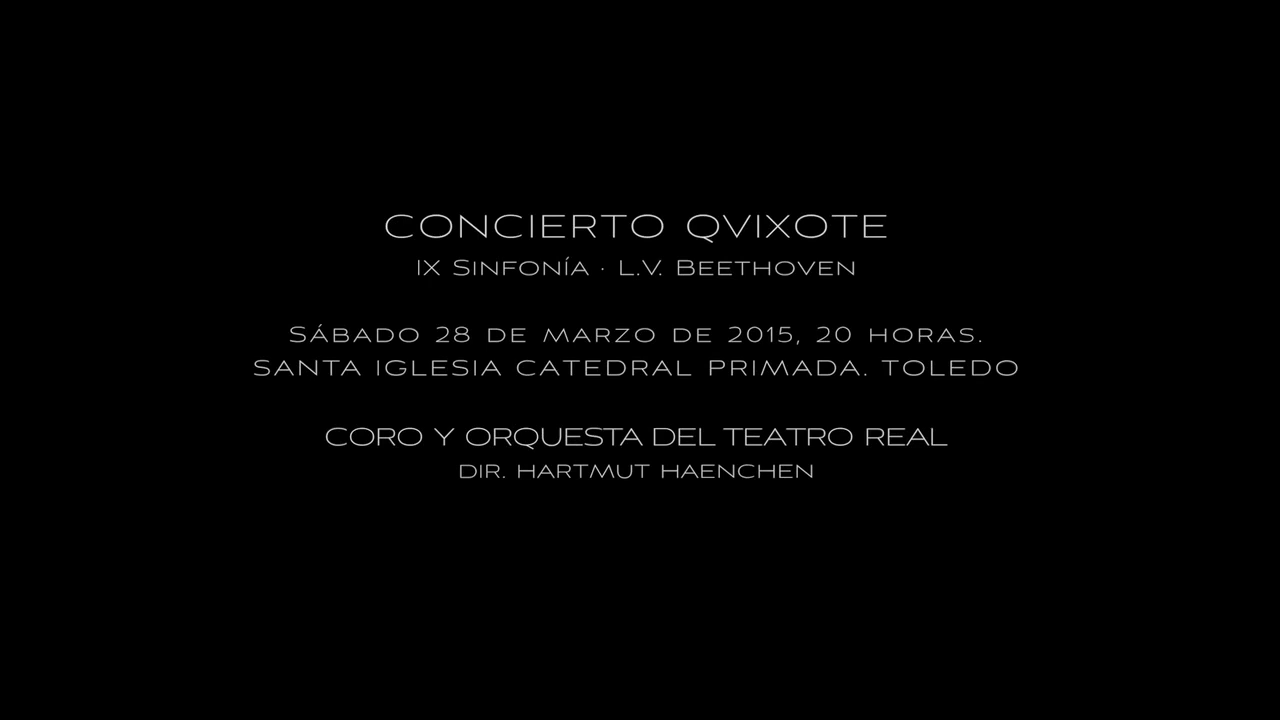 CONCIERTO QVIXOTE
IX SINFONÍA · L.V. BEETHOVEN
SÁBADO 28 DE MARZO DE 2015, 20 HORAS.
SANTA IGLESIA CATEDRAL PRIMADA. TOLEDO
CORO Y ORQUESTA DEL TEATRO REAL
DIR. HARTMUT HAENCHEN